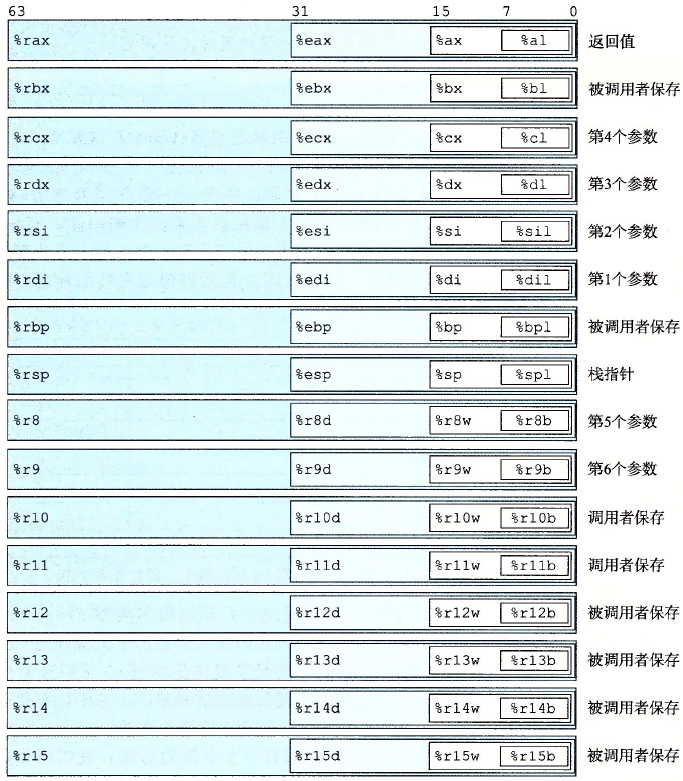 63 31 15 7 0
%rax %eax %ax %al 返回值
%rbx %ebx %bx %bl 被调用者保存
%rcx %ecx %cx %cl 第4个参数
%rdx %edx %dx %dl 第3个参数
%rsi %esi %si %sil 第2个参数
%rdi %edi %di %dil 第1个参数
%rbp %ebp %bp %bpl 被调用者保存
%rsp %esp %sp %spl 栈指针
%r8 %r8d %r8w %r8b 第5个参数
%r9 %r9d %r9w %r9b 第6个参数
%r10 %r10d %r10w %r10b 调用者保存
%r11 %r11d %r11w %r11b 调用者保存
%r12 %r12d %r12w %r12b 被调用者保存
%r13 %r13d %r13w %r13b 被调用者保存
%r14 %r14d %r14w %r14b 被调用者保存
%r15 %r15d %r15w %r15b 被调用者保存